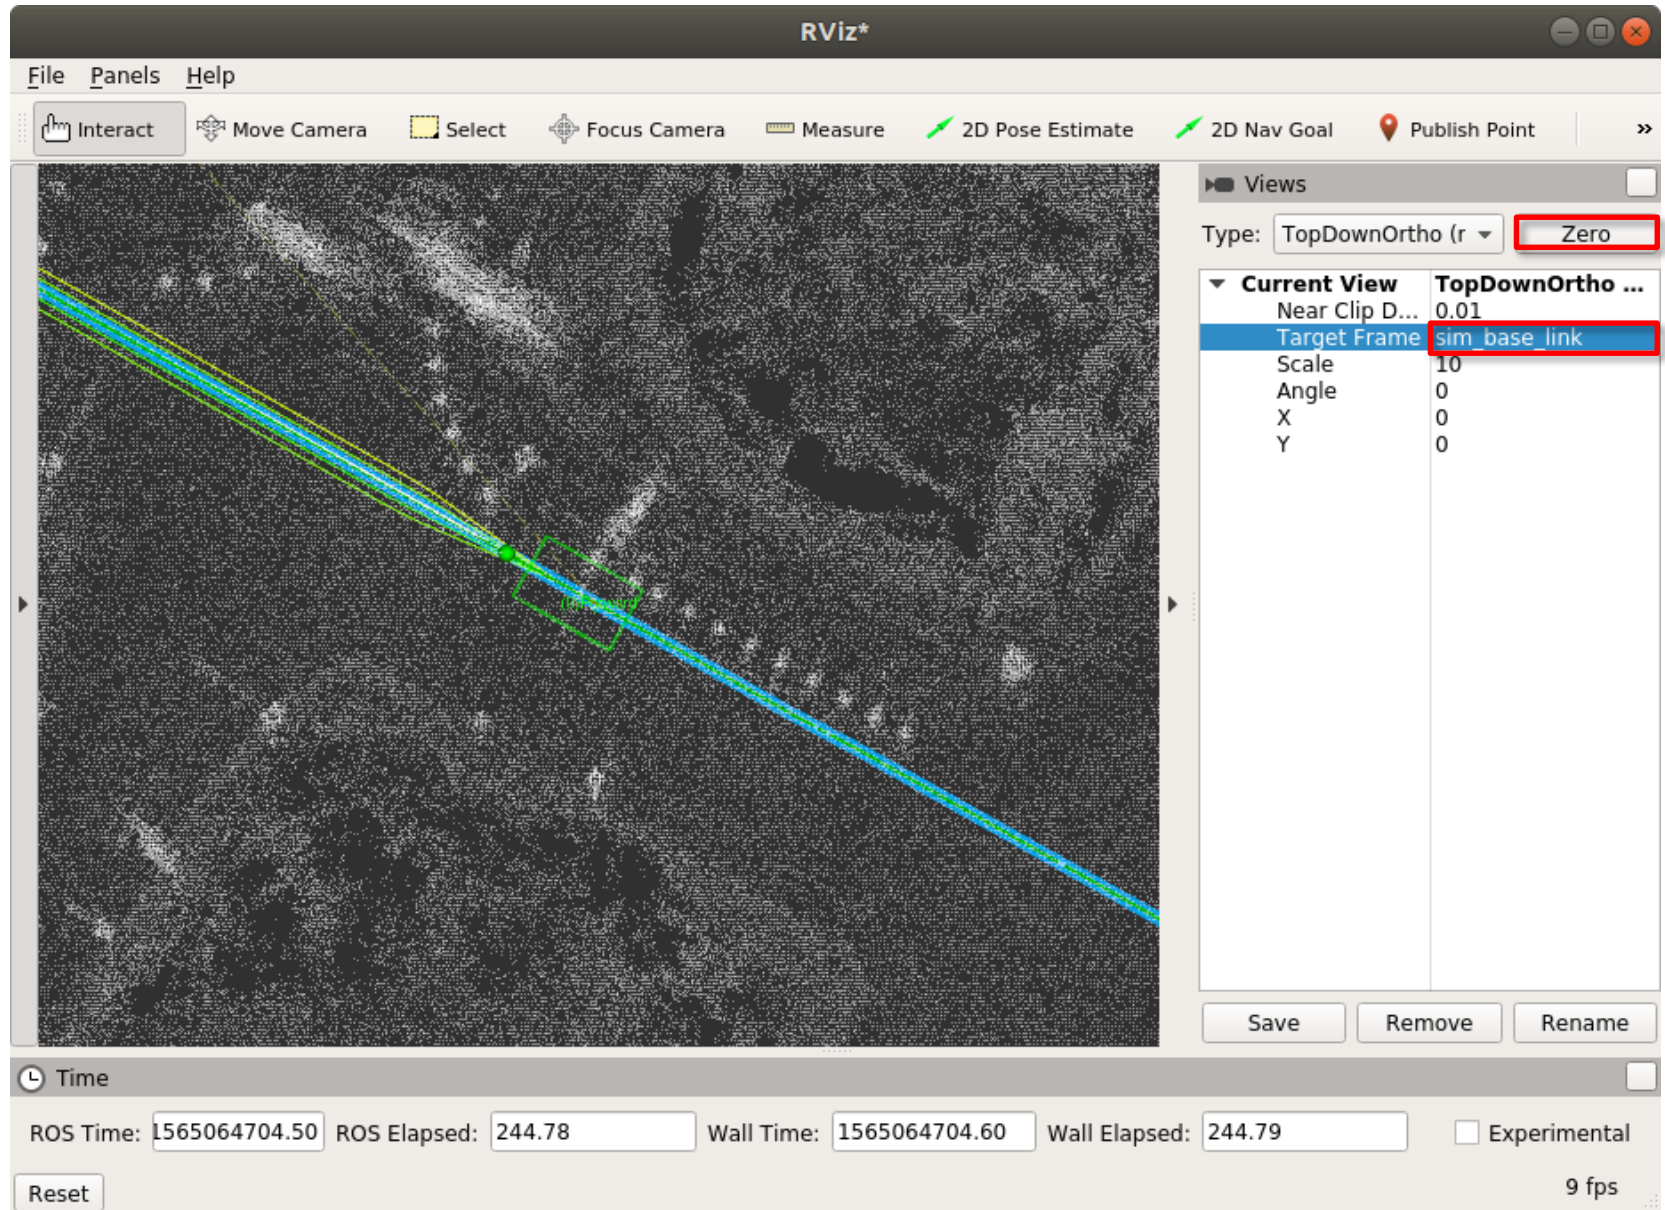 RViz*
File Panels Help
Interact Move Camera Select Focus Camera Measure 2D Pose Estimate 2D Nav Goal Publish Point »
Views
Type: TopDownOrtho (r Zero
Current View TopDownOrtho ...
Near Clip D... 0.01
Target Frame sim_base_link
Scale 10
Angle 0
X 0
Y 0
Save Remove Rename
Time
ROS Time: 1565064704.50 ROS Elapsed: 244.78 Wall Time: 1565064704.60 Wall Elapsed: 244.79 Experimental
Reset 9 fps